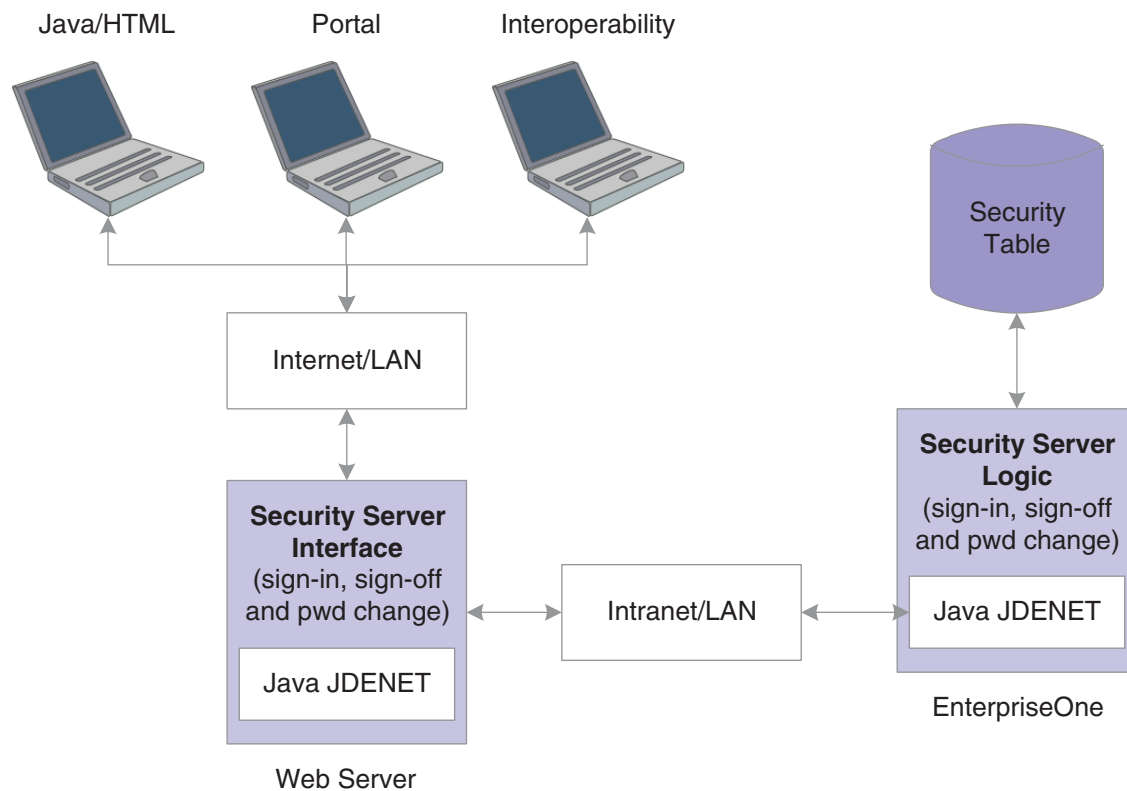 Java/HTML
Portal
Interoperability
Security
Table
Internet/LAN
Security Server
Interface
(sign-in, sign-off
and pwd change)
Java JDENET
Web Server
Intranet/LAN
Security Server
Logic
(sign-in, sign-off
and pwd change)
Java JDENET
EnterpriseOne